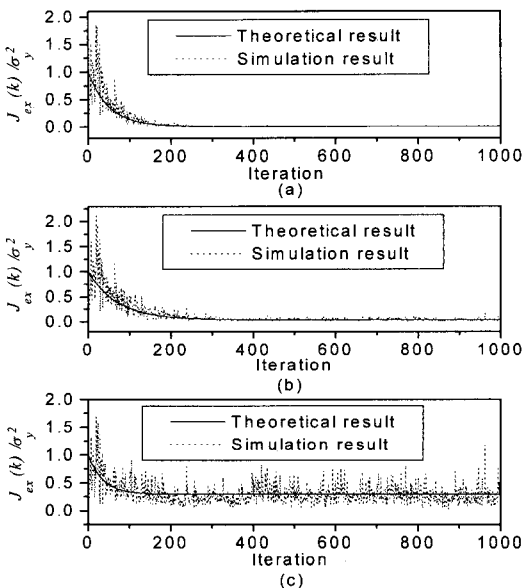 2.0
1.5
1.0
0.5
0.0
J_ex(k)/σ²_y
Theoretical result
Simulation result
0 200 400 600 800 1000
Iteration
(a)
2.0
1.5
1.0
0.5
0.0
J_ex(k)/σ²_y
Theoretical result
Simulation result
0 200 400 600 800 1000
Iteration
(b)
2.0
1.5
1.0
0.5
0.0
J_ex(k)/σ²_y
Theoretical result
Simulation result
0 200 400 600 800 1000
Iteration
(c)